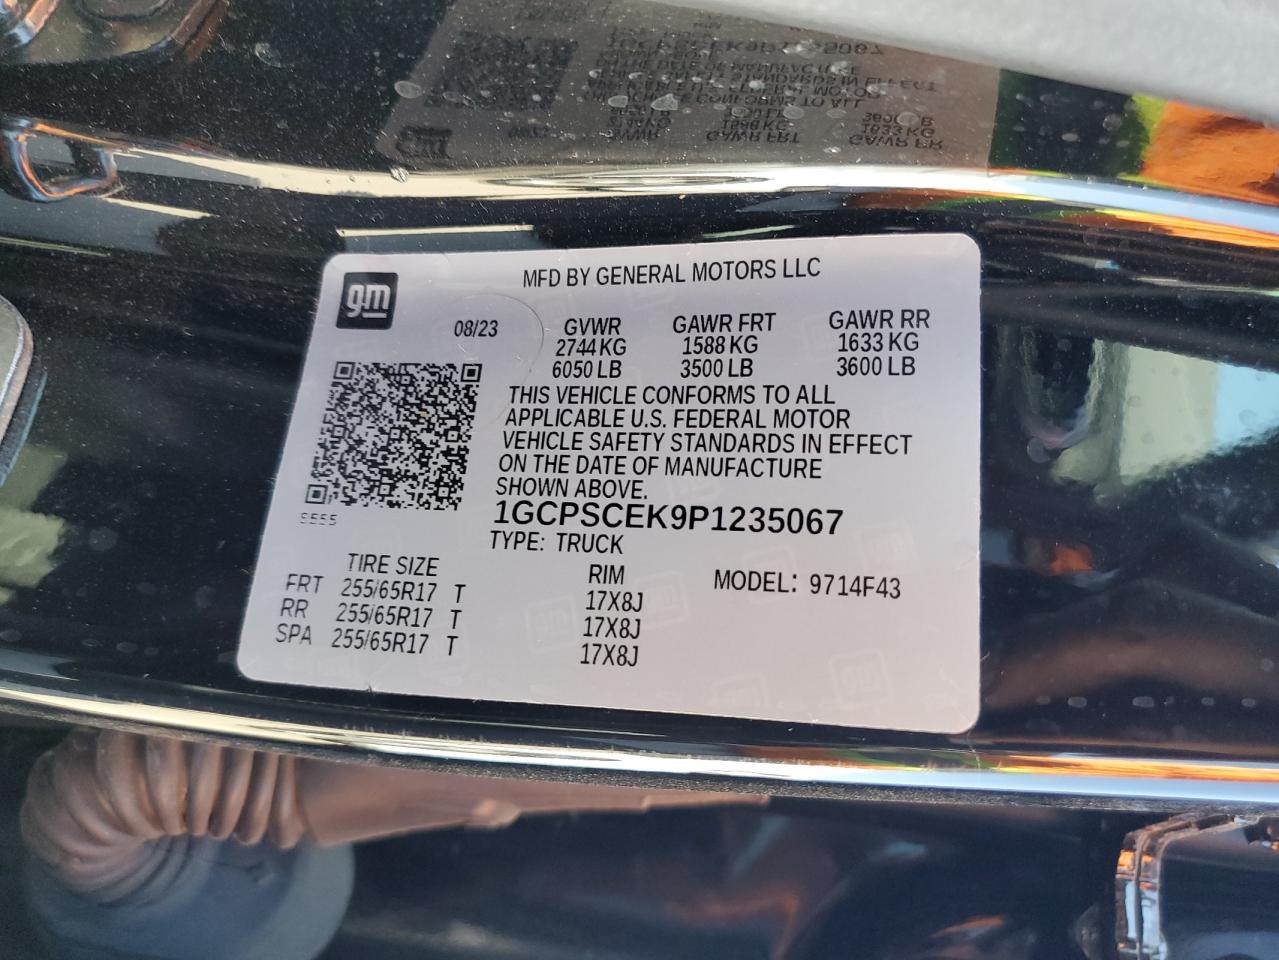 gm
MFD BY GENERAL MOTORS LLC
08/23
GVWR GAWR FRT GAWR RR
2744 KG 1588 KG 1633 KG
6050 LB 3500 LB 3600 LB
THIS VEHICLE CONFORMS TO ALL
APPLICABLE U.S. FEDERAL MOTOR
VEHICLE SAFETY STANDARDS IN EFFECT
ON THE DATE OF MANUFACTURE
SHOWN ABOVE.
1GCPSCEK9P1235067
TYPE: TRUCK
TIRE SIZE RIM MODEL: 9714F43
FRT 255/65R17 T 17X8J
RR 255/65R17 T 17X8J
SPA 255/65R17 T 17X8J